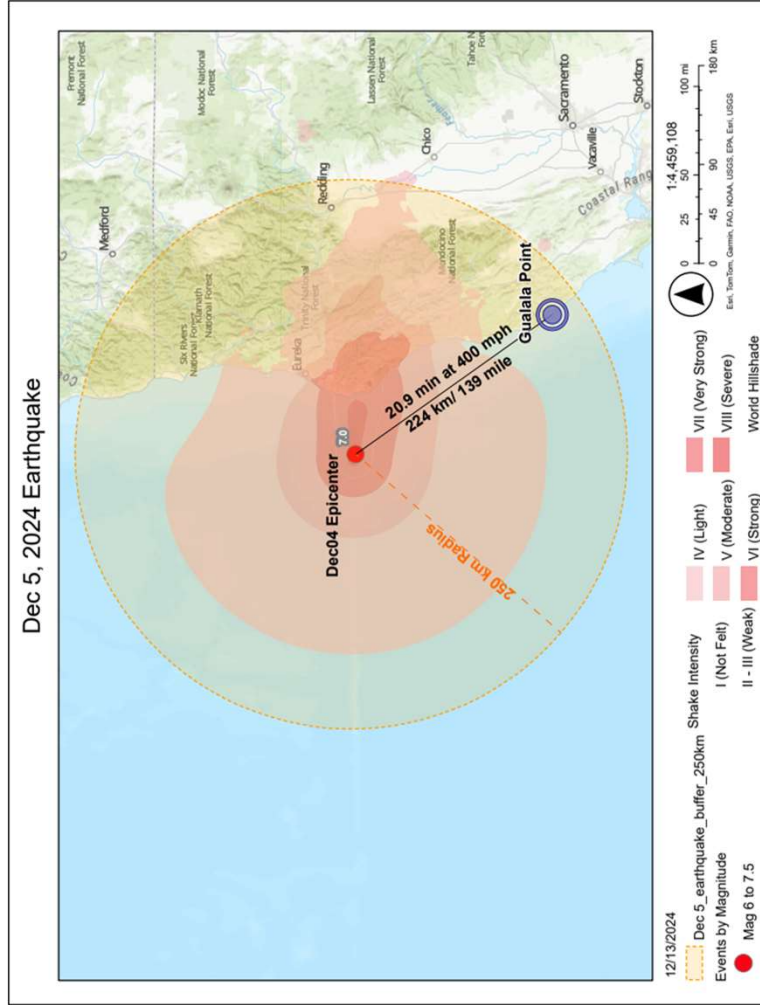 Dec 5, 2024 Earthquake
Fremont
National Forest
Medford
Modoc National
Forest
Six Rivers
National Forest
Klamath
National Forest
Lassen National
Forest
Redding
Trinity National
Forest
Eureka
Chico
Feather
Mendocino
National Forest
Sacramento
Vacaville
Stockton
Coastal Rang
Dec04 Epicenter
7.0
20.9 min at 400 mph
224 km/ 139 mile
Gualala Point
250 km Radius
12/13/2024
1:4,459,108
Dec 5_earthquake_buffer_250km
Events by Magnitude
Mag 6 to 7.5
Shake Intensity
I (Not Felt)
II - III (Weak)
IV (Light)
V (Moderate)
VI (Strong)
VII (Very Strong)
VIII (Severe)
World Hillshade
0 25 50 100 mi
0 45 90 180 km
Esri, TomTom, Garmin, FAO, NOAA, USGS, EPA, Esri, USGS